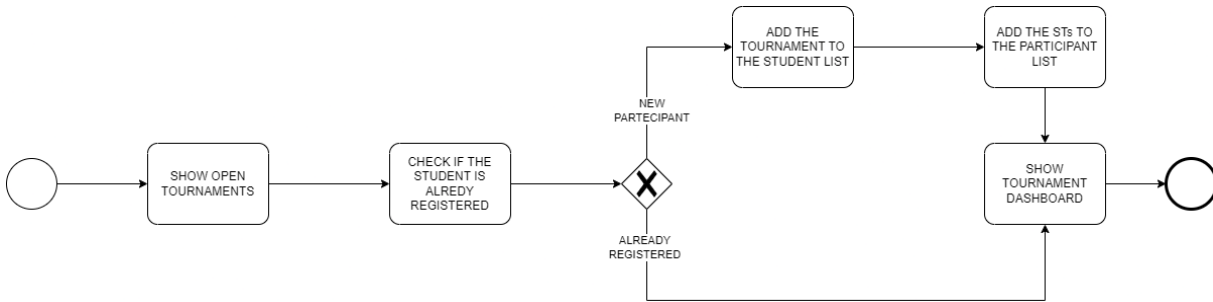 ADD THE
TOURNAMENT TO
THE STUDENT LIST
ADD THE STs TO
THE PARTICIPANT
LIST
NEW
PARTECIPANT
SHOW OPEN
TOURNAMENTS
CHECK IF THE
STUDENT IS
ALREDY
REGISTERED
SHOW
TOURNAMENT
DASHBOARD
ALREADY
REGISTERED